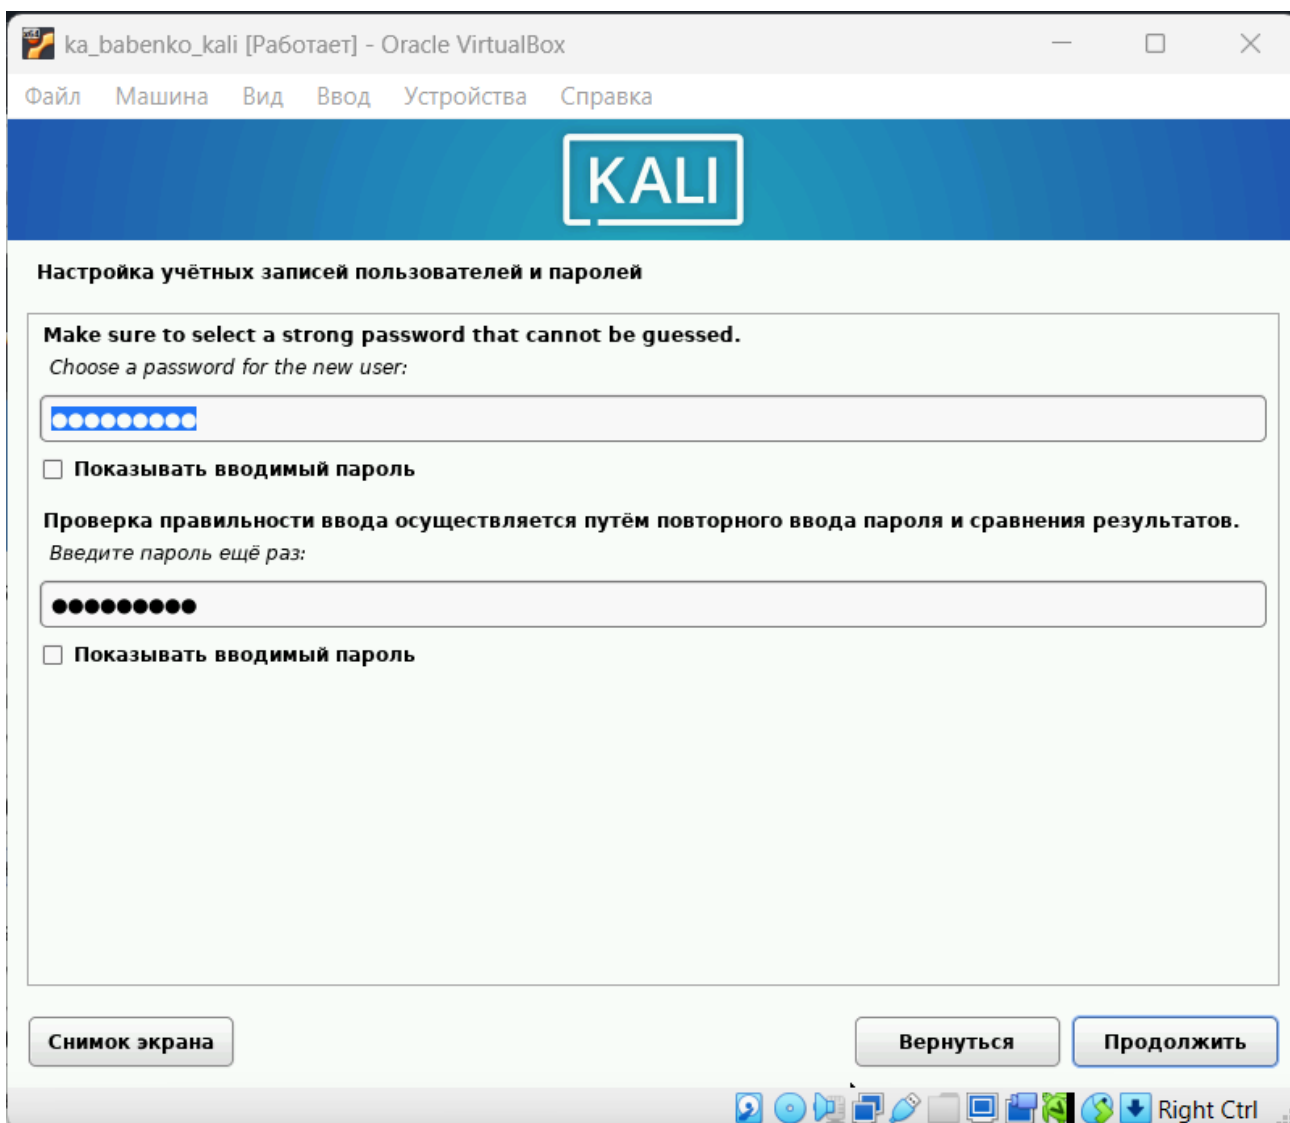 ka_babenko_kali [Работает] - Oracle VirtualBox
Файл Машина Вид Ввод Устройства Справка
KALI
Настройка учётных записей пользователей и паролей
Make sure to select a strong password that cannot be guessed.
Choose a password for the new user:
●●●●●●●●●
Показывать вводимый пароль
Проверка правильности ввода осуществляется путём повторного ввода пароля и сравнения результатов.
Введите пароль ещё раз:
●●●●●●●●●
Показывать вводимый пароль
Снимок экрана Вернуться Продолжить
Right Ctrl